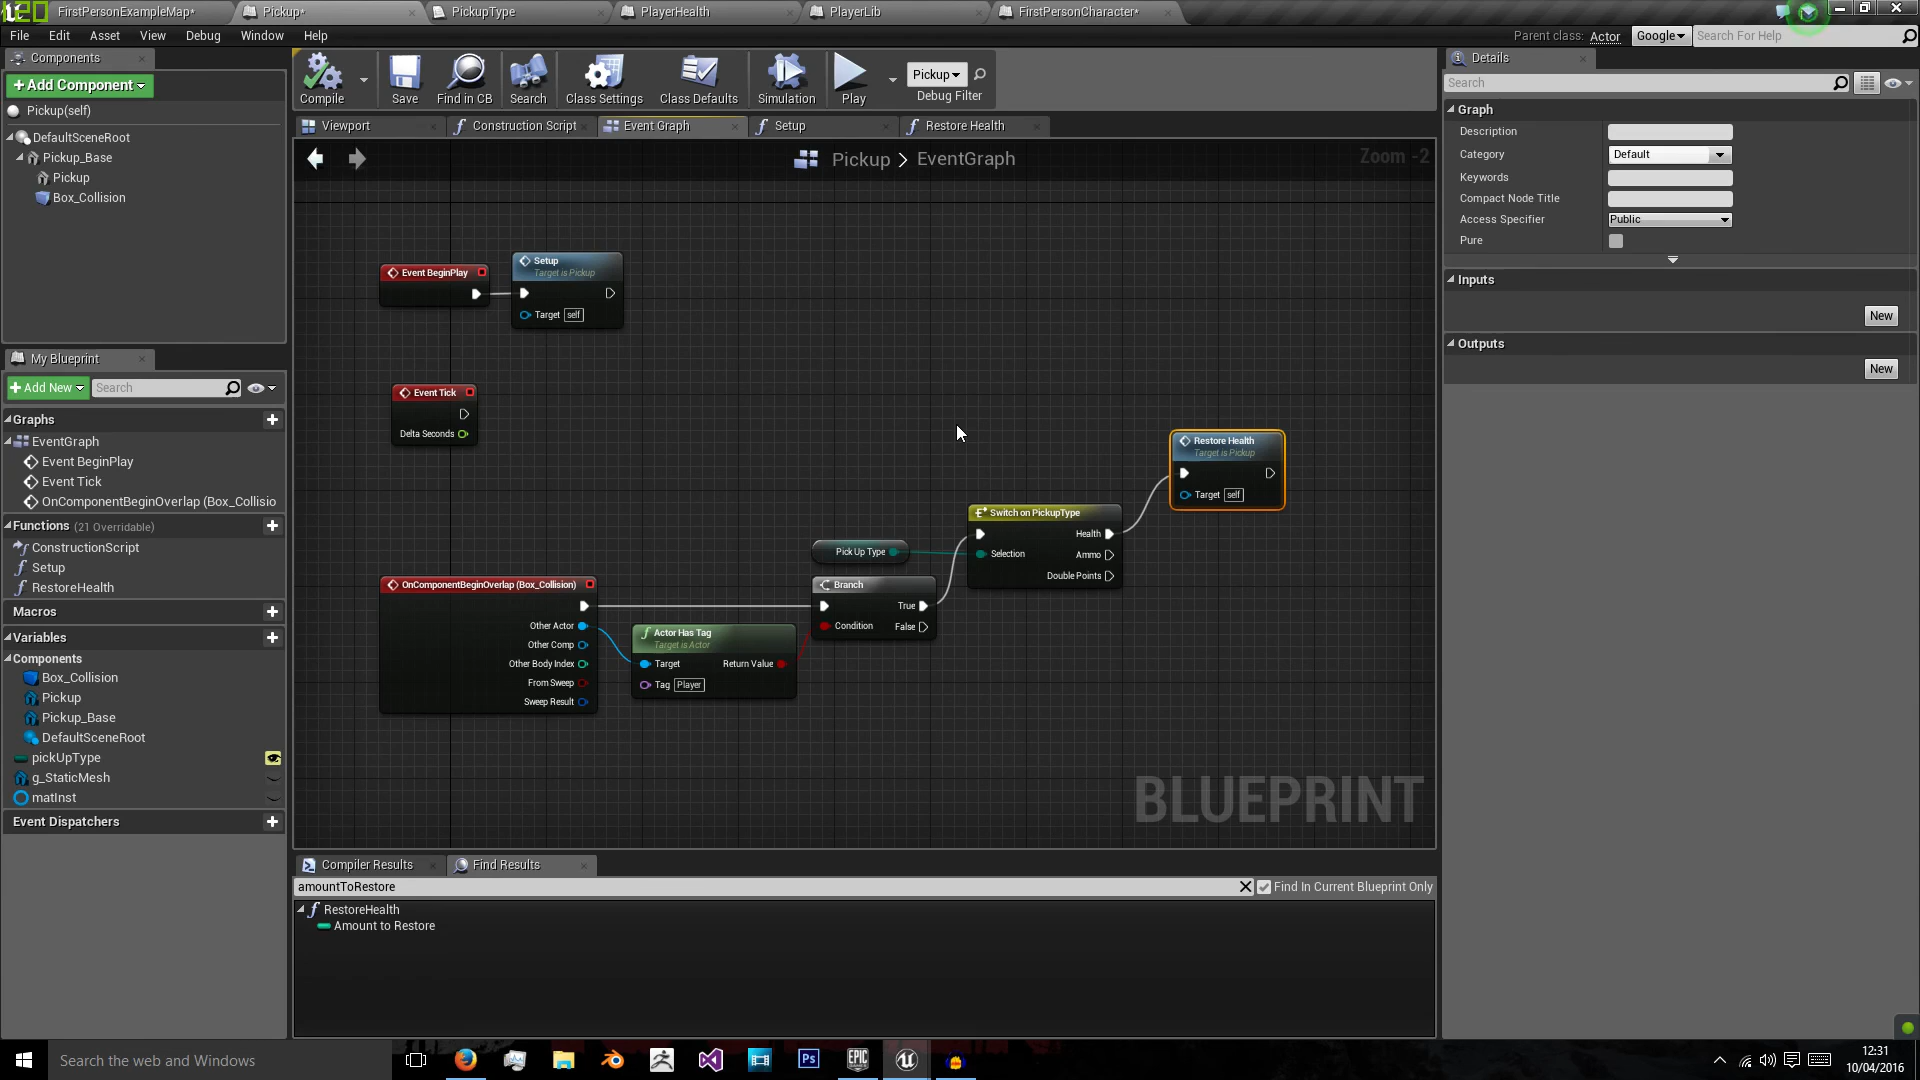 FirstPersonExampleMap*
Pickup*
PickupType
PlayerHealth
PlayerLib
FirstPersonCharacter*
File Edit Asset View Debug Window Help
Parent class: Actor Google Search For Help
Components
+Add Component
Pickup(self)
DefaultSceneRoot
Pickup_Base
Pickup
Box_Collision
My Blueprint
+Add New Search
Graphs
EventGraph
Event BeginPlay
Event Tick
OnComponentBeginOverlap (Box_Collisio
Functions (21 Overridable)
ConstructionScript
Setup
RestoreHealth
Macros
Variables
Components
Box_Collision
Pickup
Pickup_Base
DefaultSceneRoot
pickUpType
g_StaticMesh
matInst
Event Dispatchers
Compile Save Find in CB Search Class Settings Class Defaults Simulation Play
Pickup
Debug Filter
Viewport Construction Script Event Graph Setup Restore Health
Pickup > EventGraph
Zoom -2
Event BeginPlay
Setup
Target is Pickup
Target self
Event Tick
Delta Seconds
Restore Health
Target is Pickup
Target self
Switch on PickupType
Health
Selection
Ammo
Double Points
Pick Up Type
Branch
True
Condition
False
OnComponentBeginOverlap (Box_Collision)
Other Actor
Other Comp
Other Body Index
From Sweep
Sweep Result
Actor Has Tag
Target is Actor
Target Return Value
Tag Player
BLUEPRINT
Compiler Results Find Results
amountToRestore
Find In Current Blueprint Only
RestoreHealth
Amount to Restore
Details
Search
Graph
Description
Category Default
Keywords
Compact Node Title
Access Specifier Public
Pure
Inputs
New
Outputs
New
Search the web and Windows
Ps
EPIC
12:31
10/04/2016